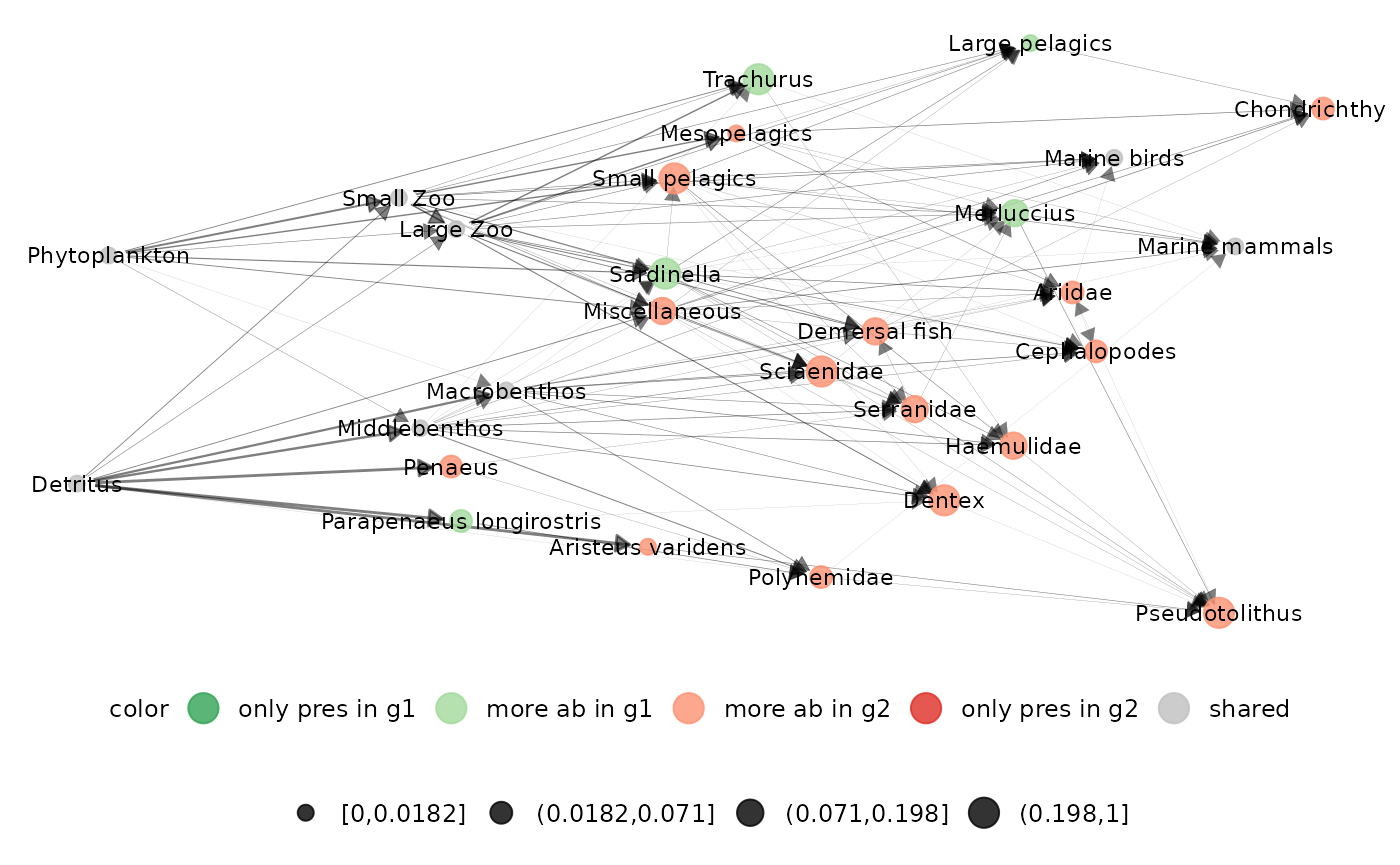 Large pelagics
Trachurus
Chondrichthy
Mesopelagics
Marine birds
Small pelagics
Small Zoo
Merluccius
Large Zoo
Marine mammals
Phytoplankton
Sardinella
Ariidae
Miscellaneous
Demersal fish
Cephalopodes
Sciaenidae
Macrobenthos
Serranidae
Middlebenthos
Haemulidae
Penaeus
Detritus
Dentex
Parapenaeus longirostris
Aristeus varidens
Polynemidae
Pseudotolithus
color only pres in g1 more ab in g1 more ab in g2 only pres in g2 shared
[0,0.0182] (0.0182,0.071] (0.071,0.198] (0.198,1]